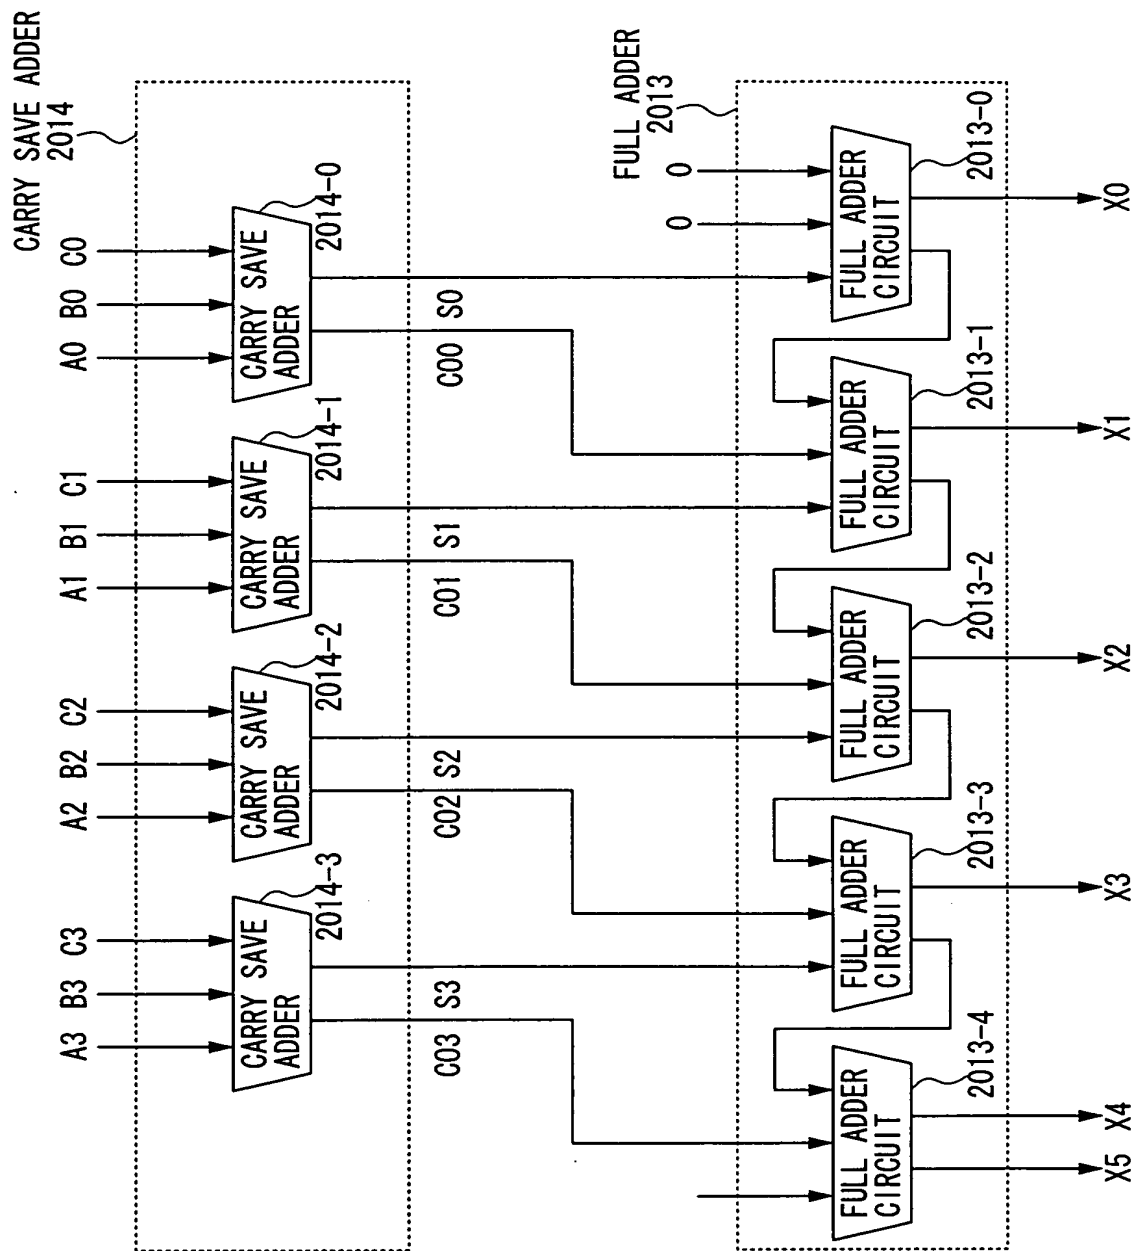 CARRY SAVE ADDER
2014
A3
B3
C3
A2
B2
C2
A1
B1
C1
A0
B0
C0
CARRY SAVE
ADDER
2014-3
CARRY SAVE
ADDER
2014-2
CARRY SAVE
ADDER
2014-1
CARRY SAVE
ADDER
2014-0
CO3
S3
CO2
S2
CO1
S1
CO0
S0
FULL ADDER
2013
0
0
FULL ADDER
CIRCUIT
2013-4
FULL ADDER
CIRCUIT
2013-3
FULL ADDER
CIRCUIT
2013-2
FULL ADDER
CIRCUIT
2013-1
FULL ADDER
CIRCUIT
2013-0
X5
X4
X3
X2
X1
X0